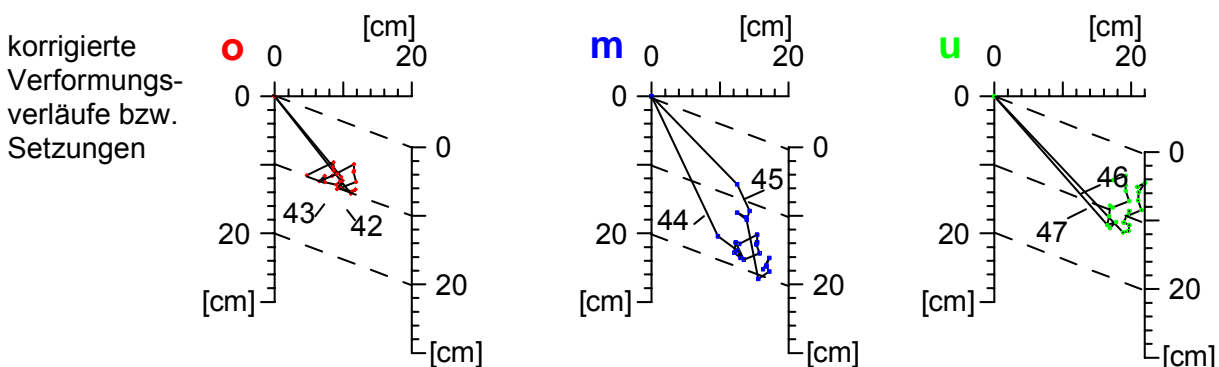 korrigierte
Verformungs-
verläufe bzw.
Setzungen
o
[cm]
0 20
0
0
43 42
20
20
[cm]
[cm]
m
[cm]
0 20
0
0
45
44
20
20
[cm]
[cm]
u
[cm]
0 20
0
0
46
47
20
20
[cm]
[cm]